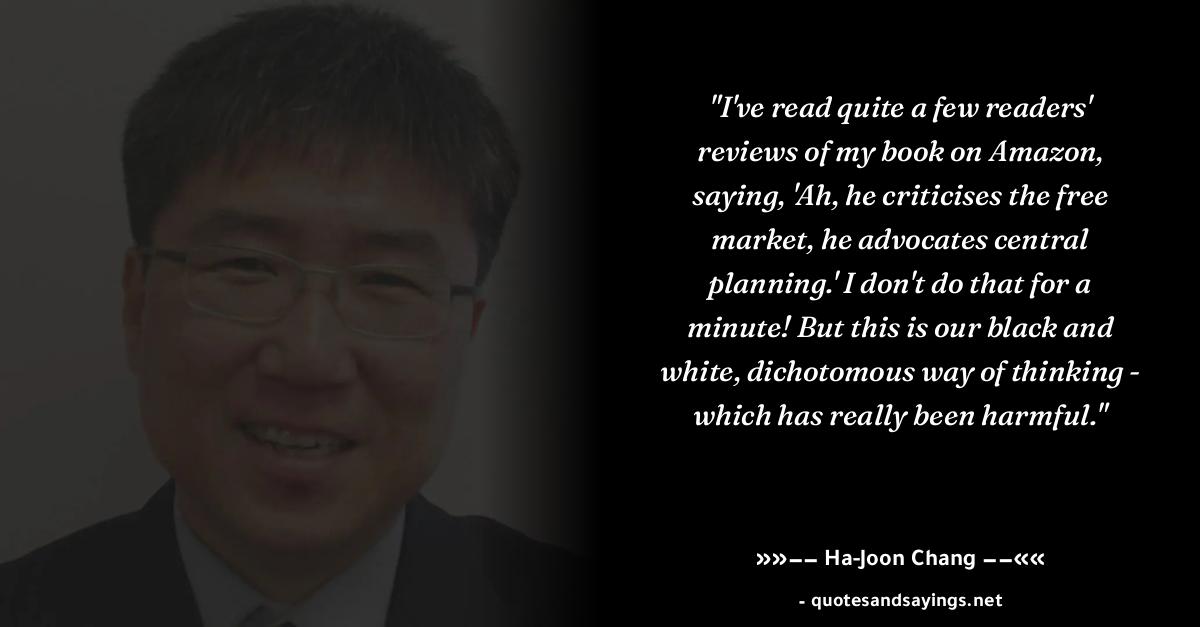 "I've read quite a few readers'
reviews of my book on Amazon,
saying, 'Ah, he criticises the free
market, he advocates central
planning.' I don't do that for a
minute! But this is our black and
white, dichotomous way of thinking -
which has really been harmful."
»»−− Ha-Joon Chang −−««
- quotesandsayings.net